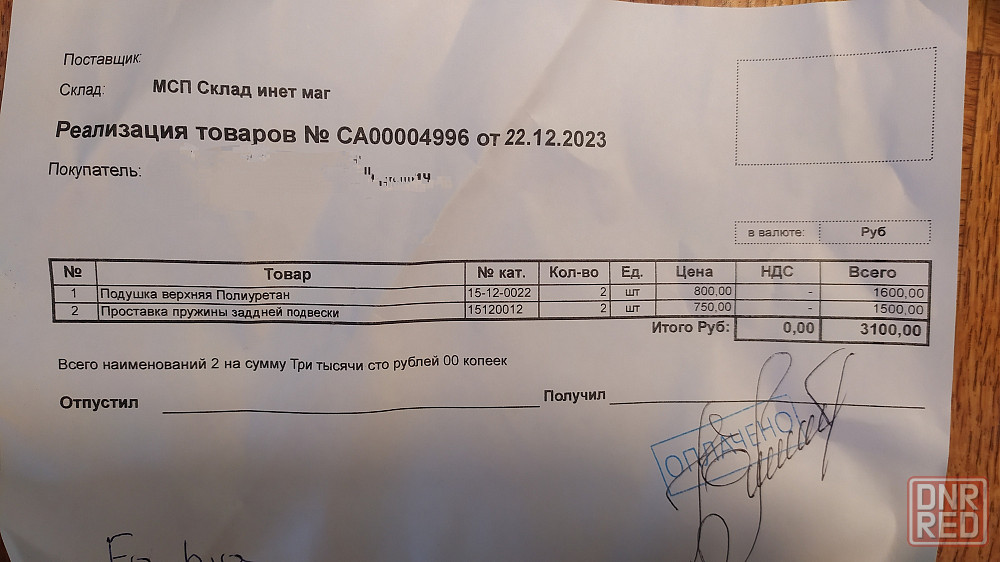 Поставщик:
Склад: МСП Склад инет маг
Реализация товаров № СА00004996 от 22.12.2023
Покупатель:
в валюте: Руб
№ Товар № кат. Кол-во Ед. Цена НДС Всего
1 Подушка верхняя Полиуретан 15-12-0022 2 шт 800,00 - 1600,00
2 Проставка пружины заддней подвески 15120012 2 шт 750,00 - 1500,00
Итого Руб: 0,00 3100,00
Всего наименований 2 на сумму Три тысячи сто рублей 00 копеек
Отпустил Получил
ОПЛАЧЕНО
DNR
RED